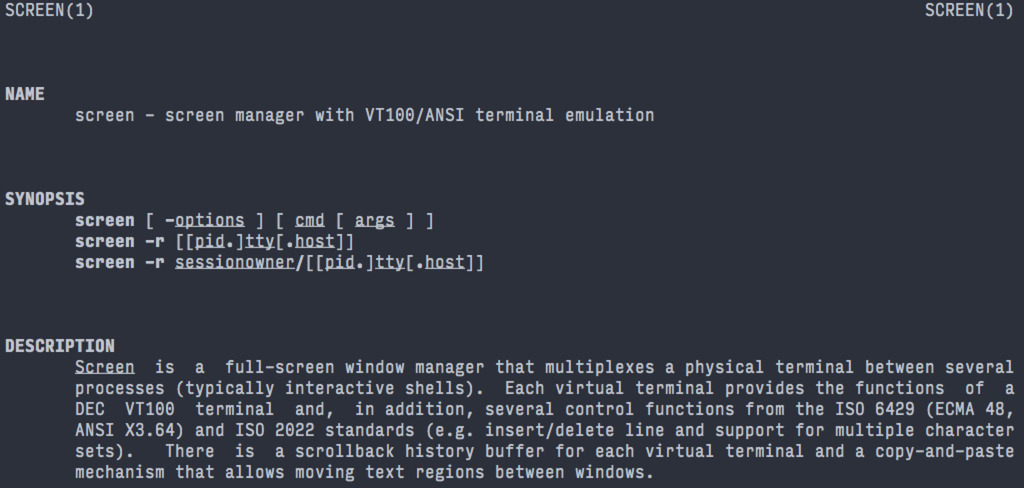 SCREEN(1) SCREEN(1)
NAME
screen - screen manager with VT100/ANSI terminal emulation
SYNOPSIS
screen [ -options ] [ cmd [ args ] ]
screen -r [[pid.]tty[.host]]
screen -r sessionowner/[[pid.]tty[.host]]
DESCRIPTION
Screen is a full-screen window manager that multiplexes a physical terminal between several
processes (typically interactive shells). Each virtual terminal provides the functions of a
DEC VT100 terminal and, in addition, several control functions from the ISO 6429 (ECMA 48,
ANSI X3.64) and ISO 2022 standards (e.g. insert/delete line and support for multiple character
sets). There is a scrollback history buffer for each virtual terminal and a copy-and-paste
mechanism that allows moving text regions between windows.